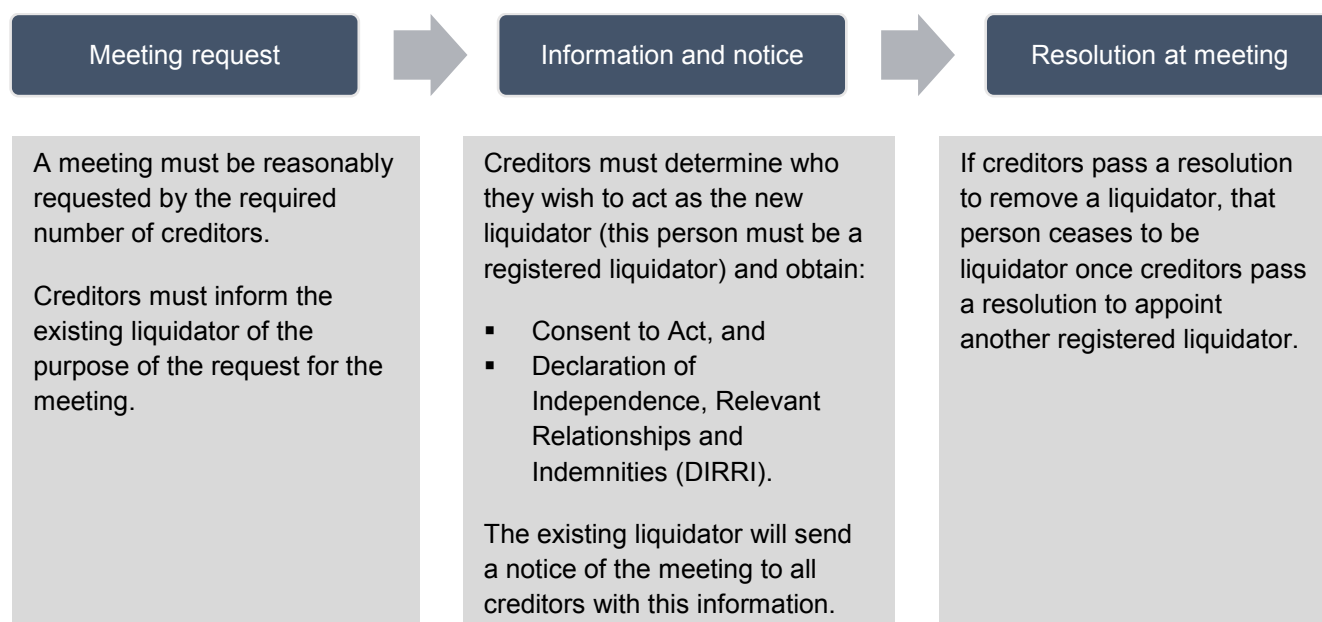 Meeting request
Information and notice
Resolution at meeting
A meeting must be reasonably
requested by the required
number of creditors.
Creditors must inform the
existing liquidator of the
purpose of the request for the
meeting.
Creditors must determine who
they wish to act as the new
liquidator (this person must be a
registered liquidator) and obtain:
▪ Consent to Act, and
▪ Declaration of
Independence, Relevant
Relationships and
Indemnities (DIRRI).
The existing liquidator will send
a notice of the meeting to all
creditors with this information.
If creditors pass a resolution
to remove a liquidator, that
person ceases to be
liquidator once creditors pass
a resolution to appoint
another registered liquidator.